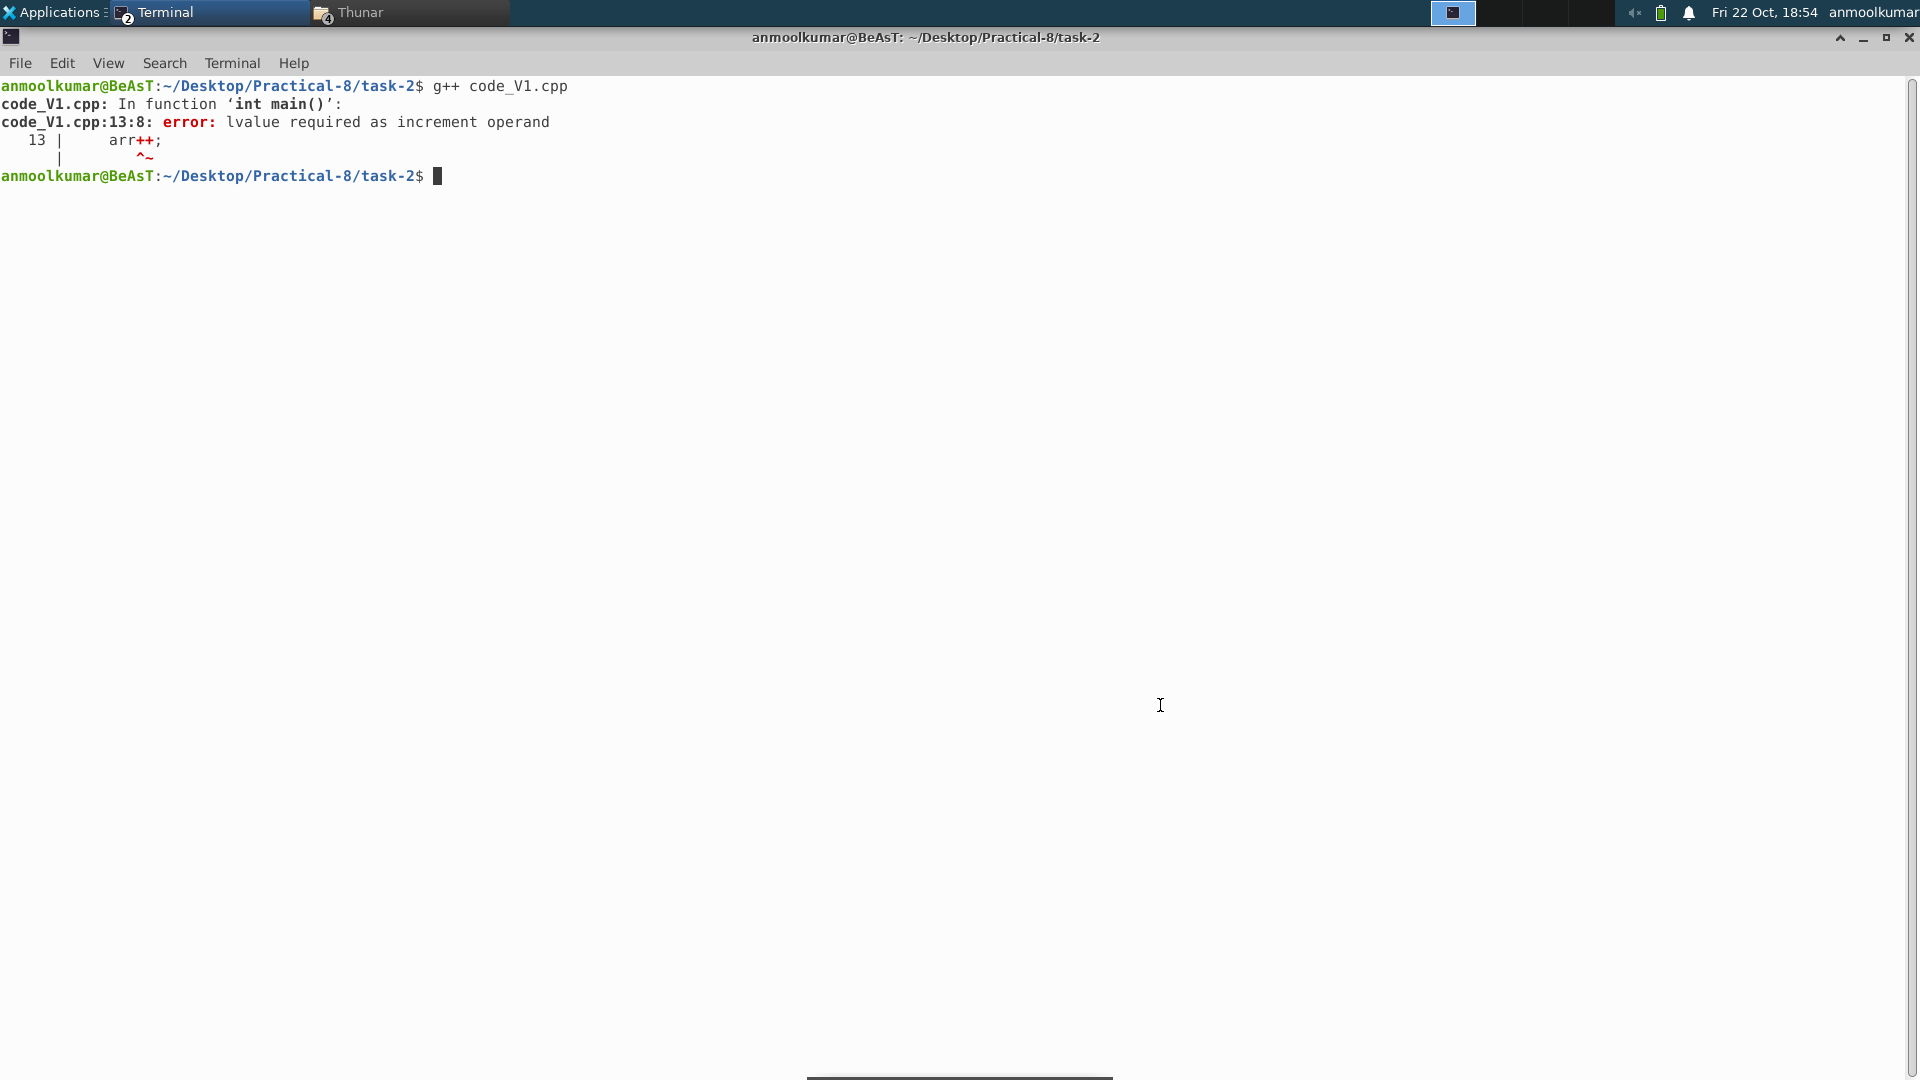 Applications 2 Terminal 4 Thunar Fri 22 Oct, 18:54 anmoolkumar
anmoolkumar@BeAsT: ~/Desktop/Practical-8/task-2
File Edit View Search Terminal Help
anmoolkumar@BeAsT:~/Desktop/Practical-8/task-2$ g++ code_V1.cpp
code_V1.cpp: In function ‘int main()’:
code_V1.cpp:13:8: error: lvalue required as increment operand
   13 |     arr++;
      |        ^~
anmoolkumar@BeAsT:~/Desktop/Practical-8/task-2$